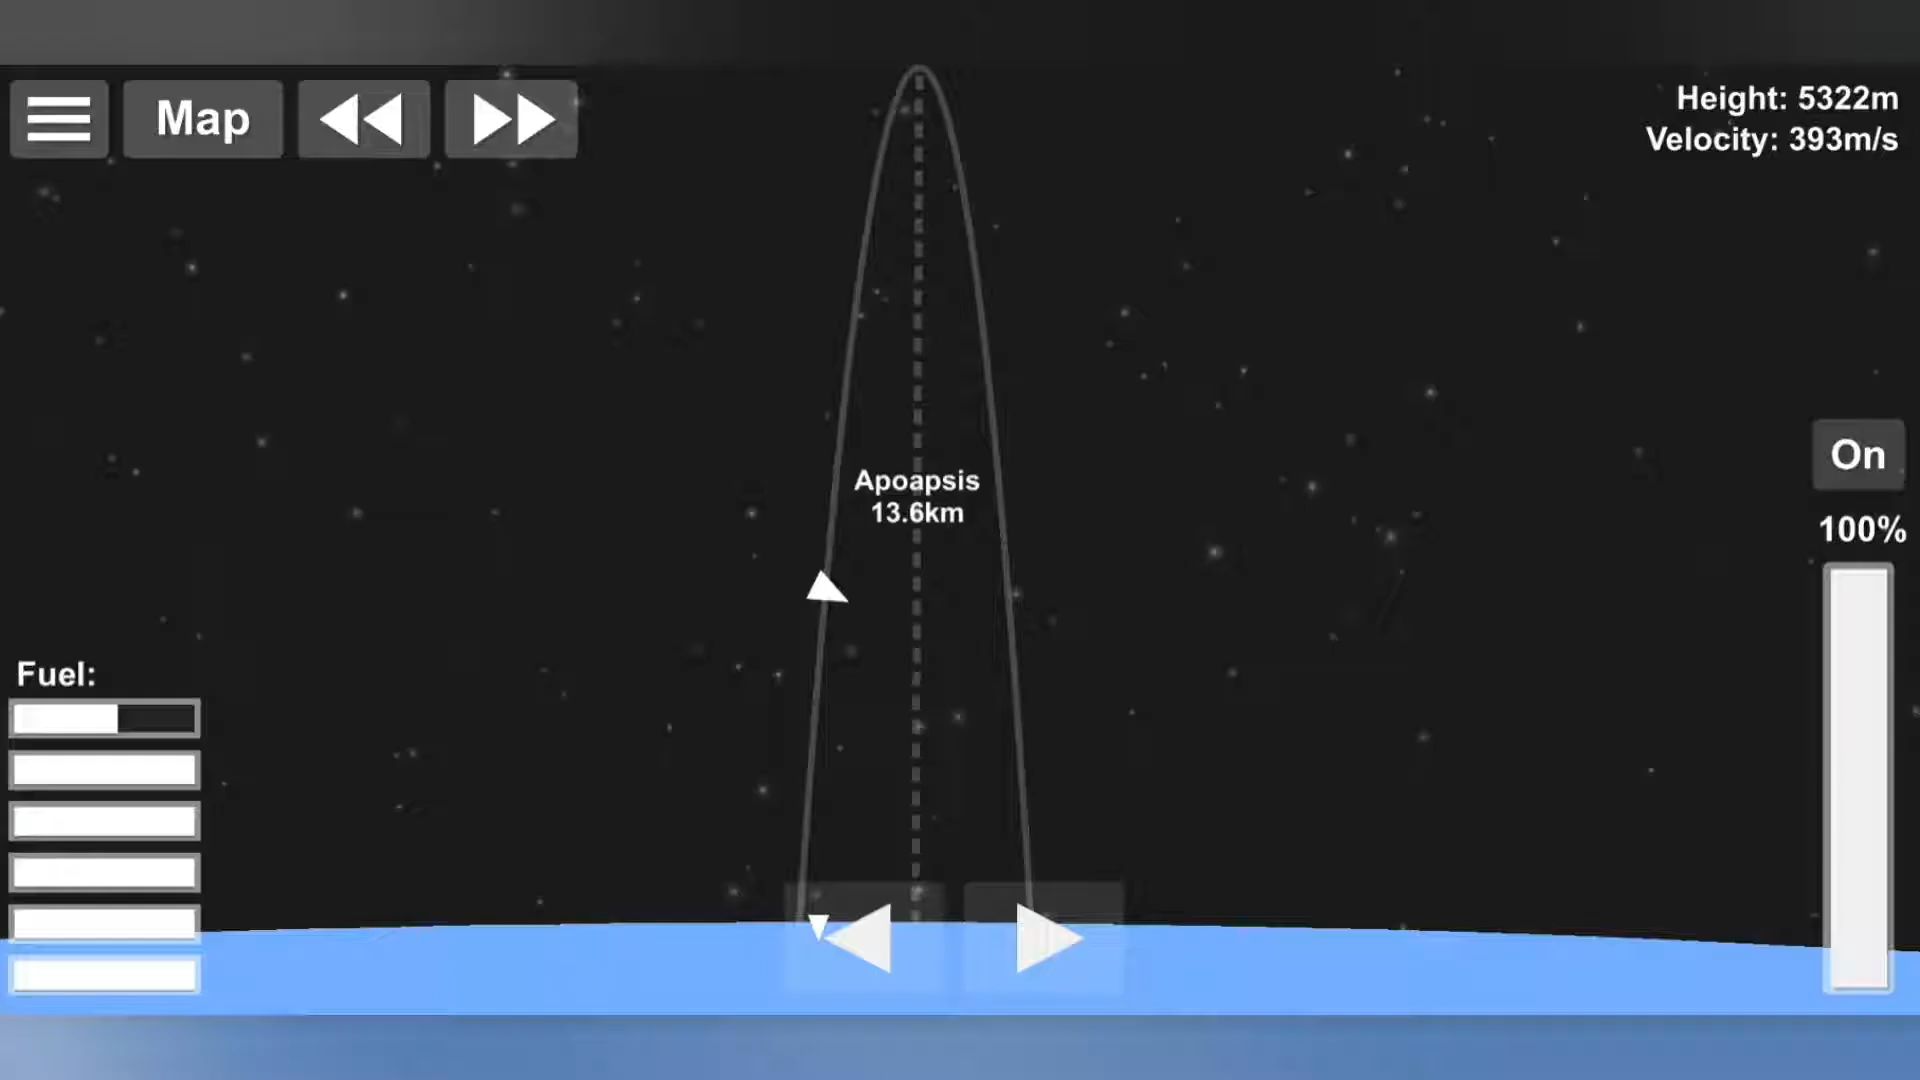 Map
Height: 5322m
Velocity: 393m/s
On
100%
Apoapsis
13.6km
Fuel: